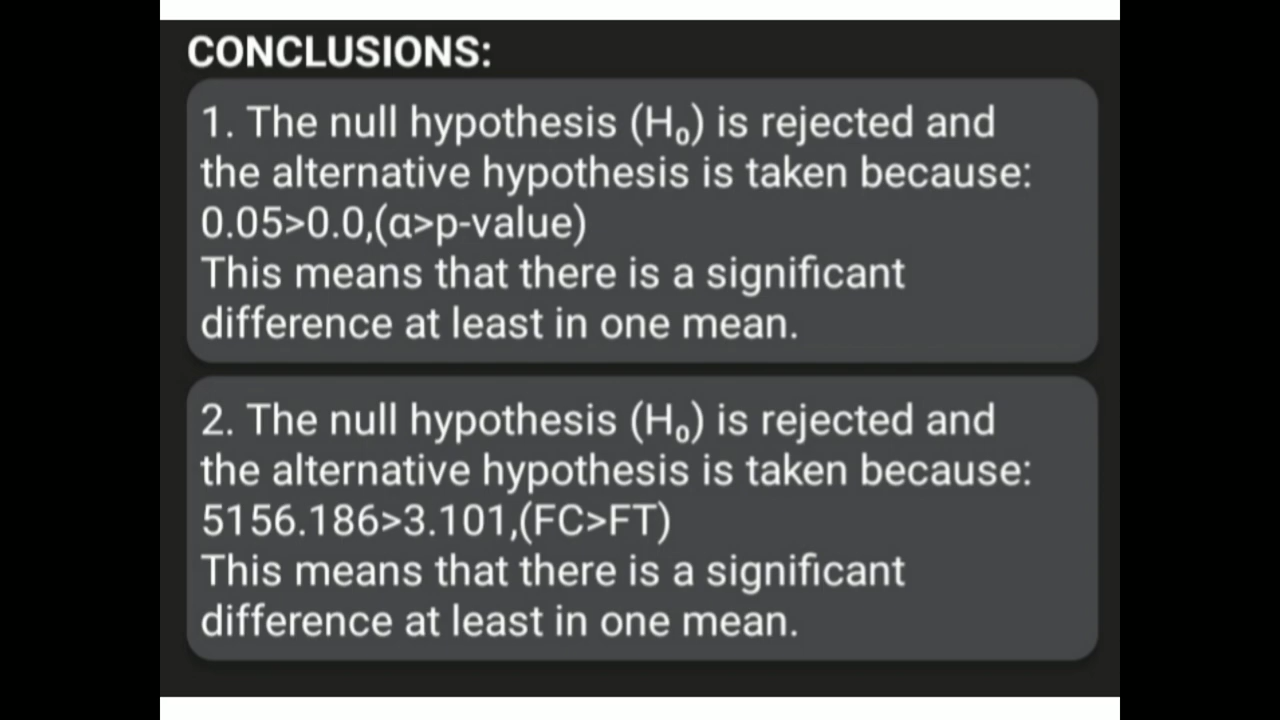 CONCLUSIONS:
1. The null hypothesis (H₀) is rejected and
the alternative hypothesis is taken because:
0.05>0.0,(α>p-value)
This means that there is a significant
difference at least in one mean.
2. The null hypothesis (H₀) is rejected and
the alternative hypothesis is taken because:
5156.186>3.101,(FC>FT)
This means that there is a significant
difference at least in one mean.